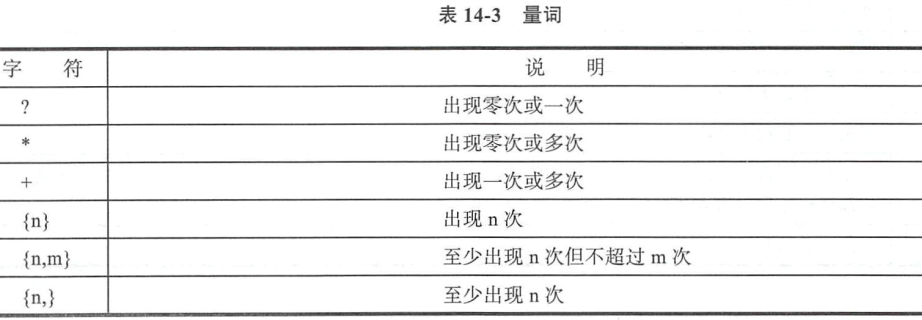 表 14-3 量词
字 符 说 明
? 出现零次或一次
* 出现零次或多次
+ 出现一次或多次
{n} 出现 n 次
{n,m} 至少出现 n 次但不超过 m 次
{n,} 至少出现 n 次